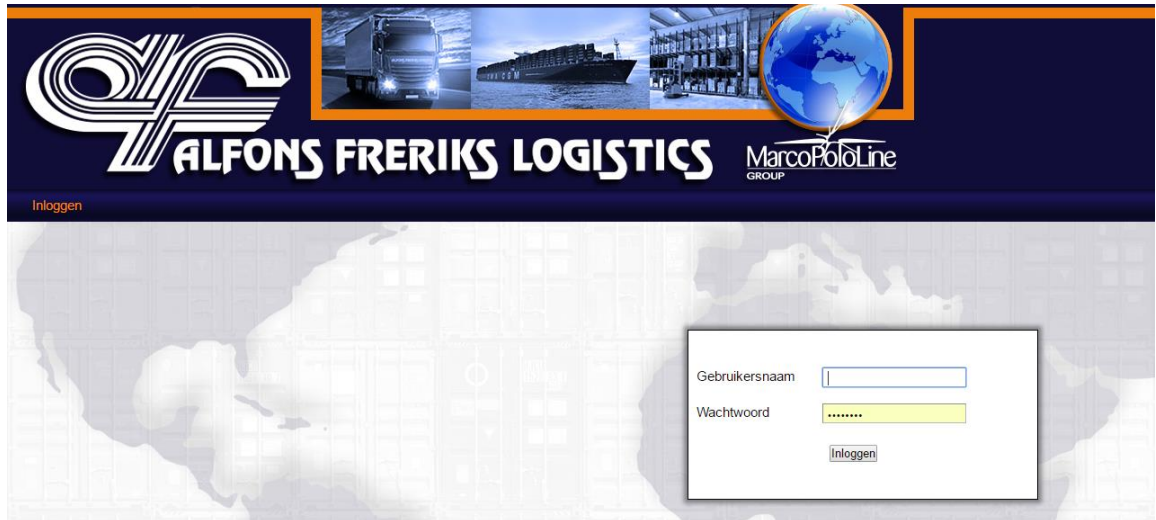 ALFONS FRERIKS LOGISTICS
MarcoPoloLine
GROUP
Inloggen
Gebruikersnaam
Wachtwoord ........
Inloggen